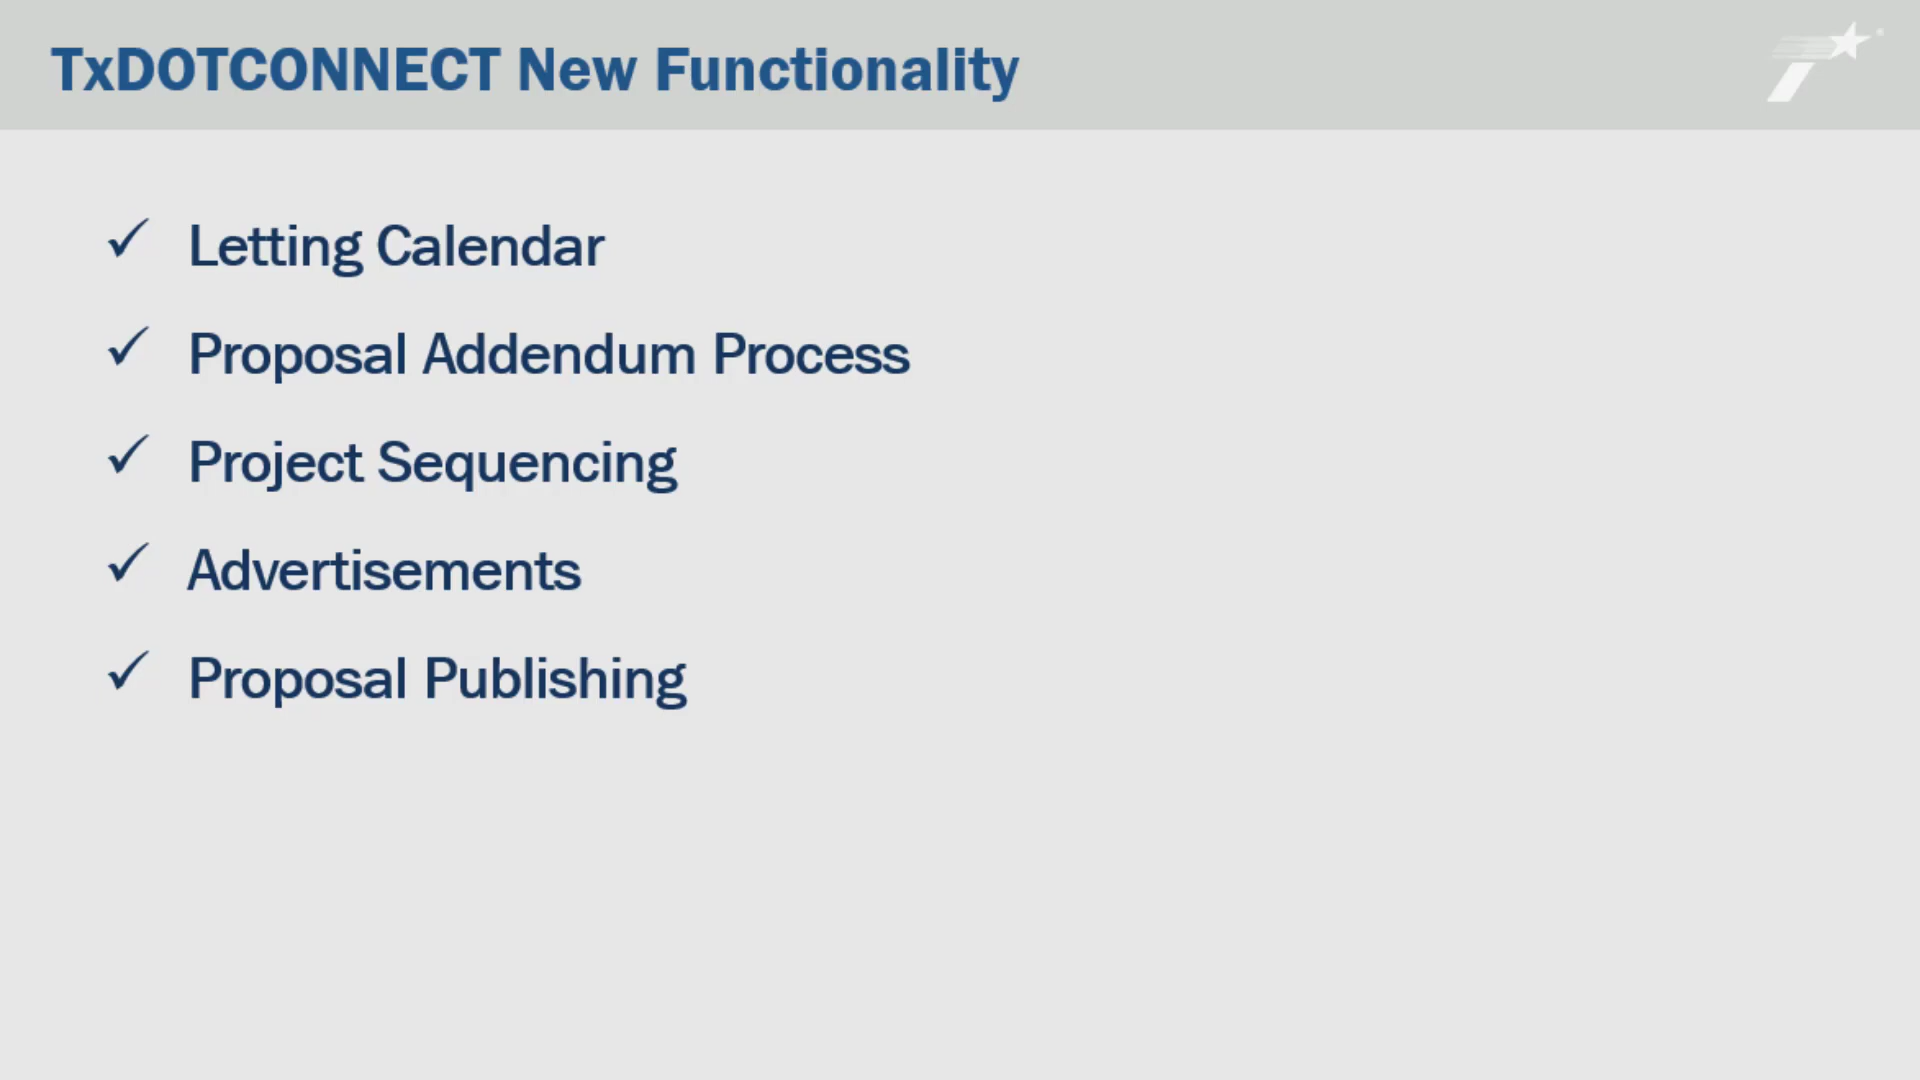 TxDOTCONNECT New Functionality
✓ Letting Calendar
✓ Proposal Addendum Process
✓ Project Sequencing
✓ Advertisements
✓ Proposal Publishing